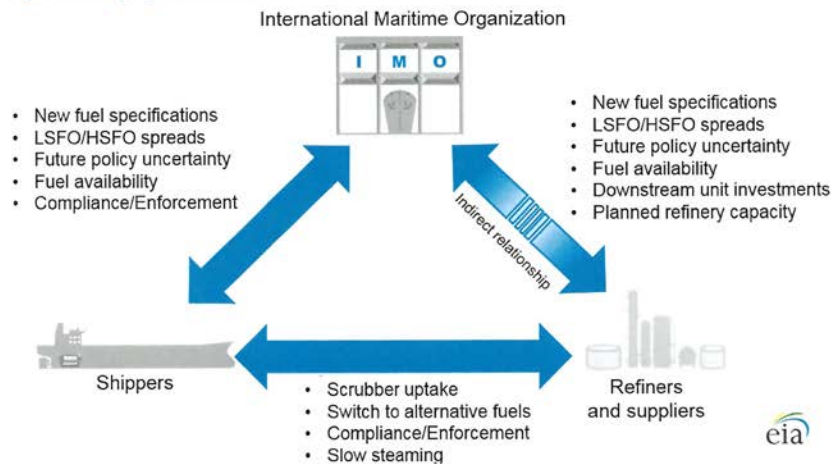 International Maritime Organization
I M O
• New fuel specifications
• LSFO/HSFO spreads
• Future policy uncertainty
• Fuel availability
• Compliance/Enforcement
• New fuel specifications
• LSFO/HSFO spreads
• Future policy uncertainty
• Fuel availability
• Downstream unit investments
• Planned refinery capacity
Indirect relationship
Shippers
• Scrubber uptake
• Switch to alternative fuels
• Compliance/Enforcement
• Slow steaming
Refiners
and suppliers
eia